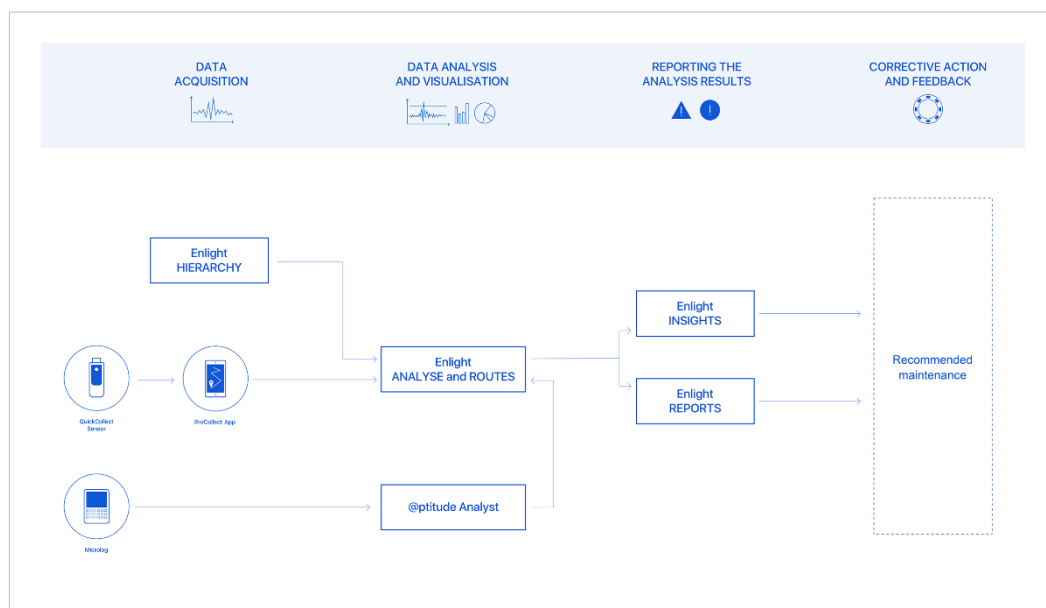 DATA
ACQUISITION
DATA ANALYSIS
AND VISUALISATION
REPORTING THE
ANALYSIS RESULTS
CORRECTIVE ACTION
AND FEEDBACK
Enlight
HIERARCHY
Enlight
INSIGHTS
Enlight
ANALYSE and ROUTES
Recommended
maintenance
QuickCollect
Sensor
ProCollect App
Enlight
REPORTS
@ptitude Analyst
Microlog